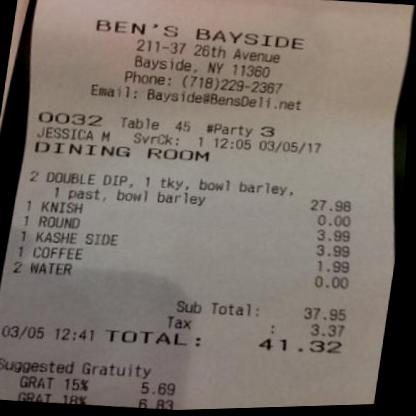 BEN'S BAYSIDE
211-37 26th Avenue
Bayside, NY 11360
Phone: (718)229-2367
Email: Bayside@BensDeli.net
0032 Table 45 #Party 3
JESSICA M SvrCk: 1 12:05 03/05/17
DINING ROOM
2 DOUBLE DIP, 1 tky, bowl barley,
1 past, bowl barley 27.98
1 KNISH 0.00
1 ROUND 3.99
1 KASHE SIDE 3.99
1 COFFEE 1.99
2 WATER 0.00
Sub Total: 37.95
Tax : 3.37
03/05 12:41 TOTAL: 41.32
Suggested Gratuity
GRAT 15% 5.69
GRAT 18% 6.83